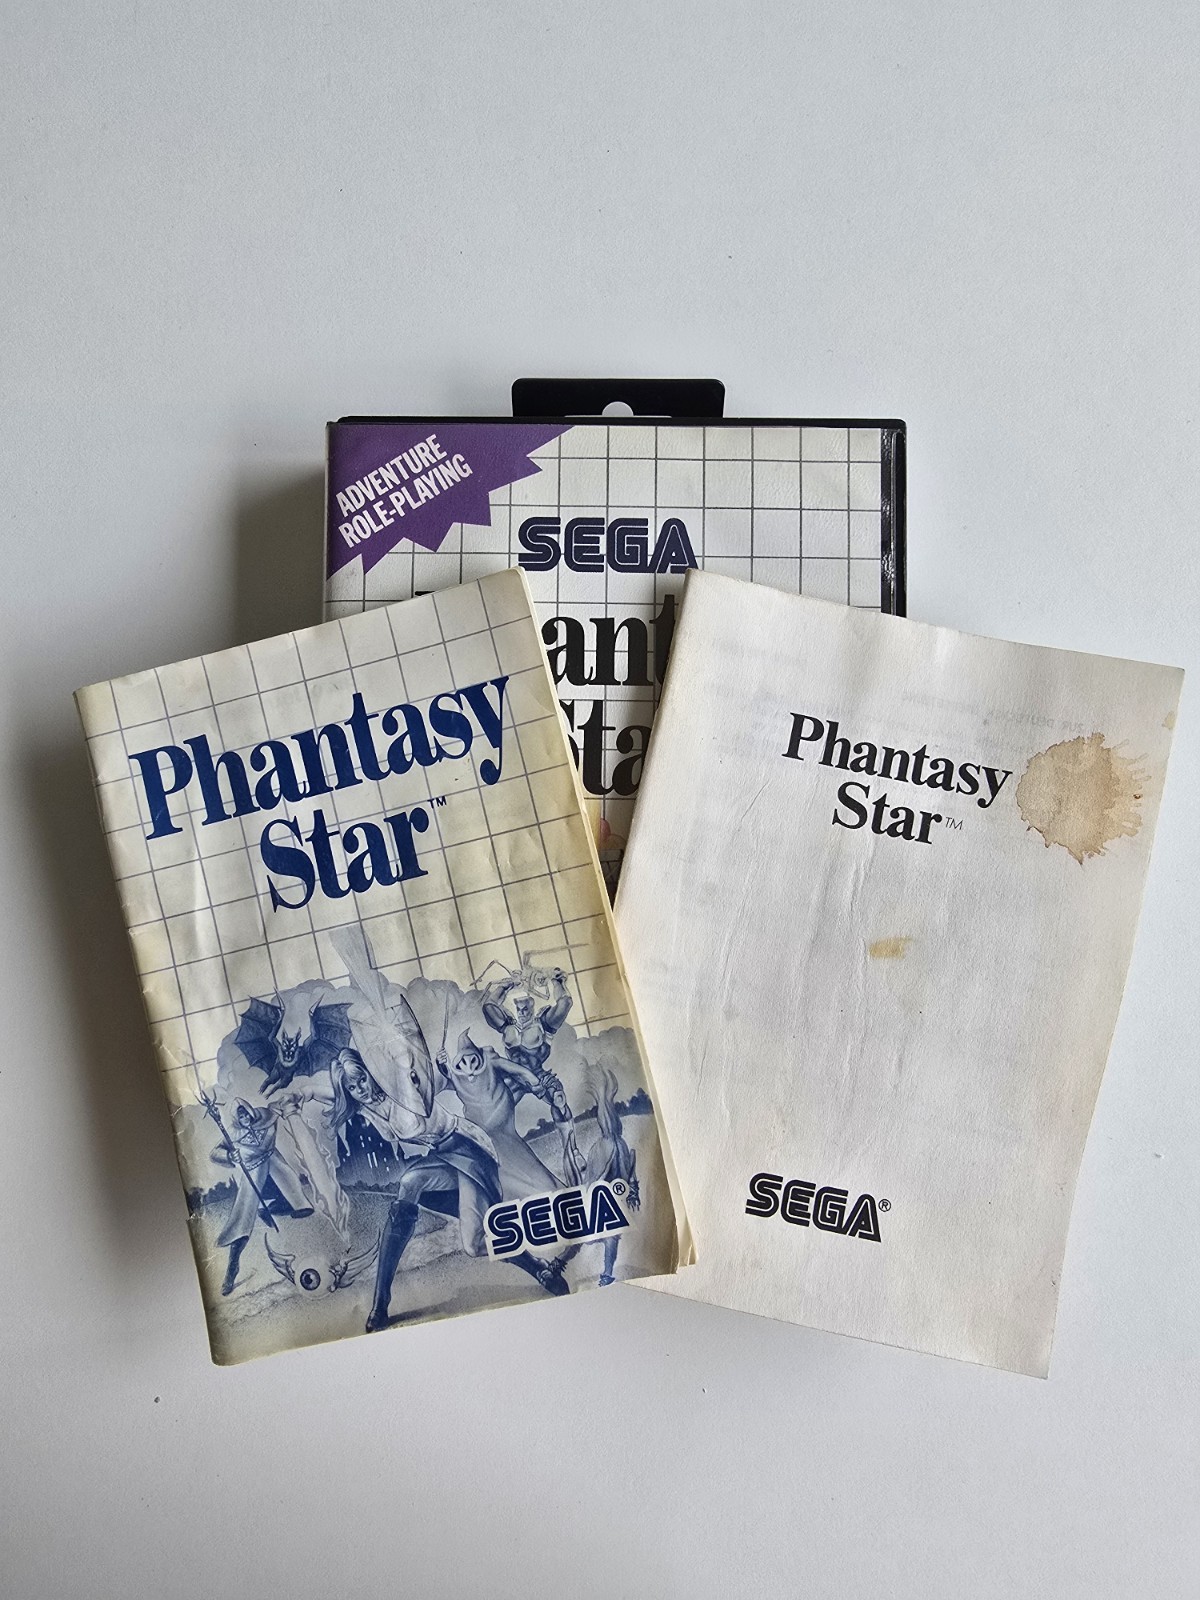 ADVENTURE
ROLE-PLAYING
SEGA
Phantasy
Star™
SEGA®
Phantasy
Star™
SEGA®